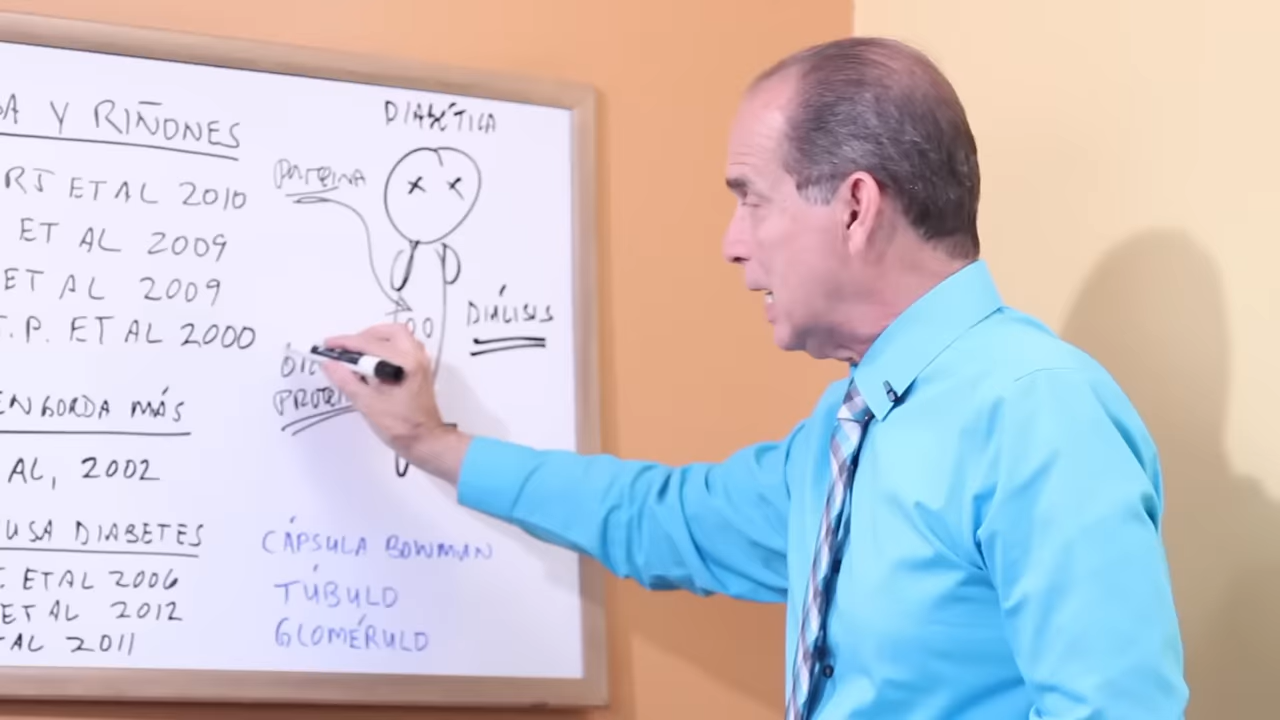 Y RIÑONES
ET AL 2010
ET AL 2009
ET AL 2009
.P. ET AL 2000
MÁS
AL, 2002
USA DIABETES
ET AL 2006
ET AL 2012
AL 2011
DIABÉTICA
PROTEINA
DIÁLISIS
CÁPSULA BOWMAN
TÚBULO
GLOMÉRULO